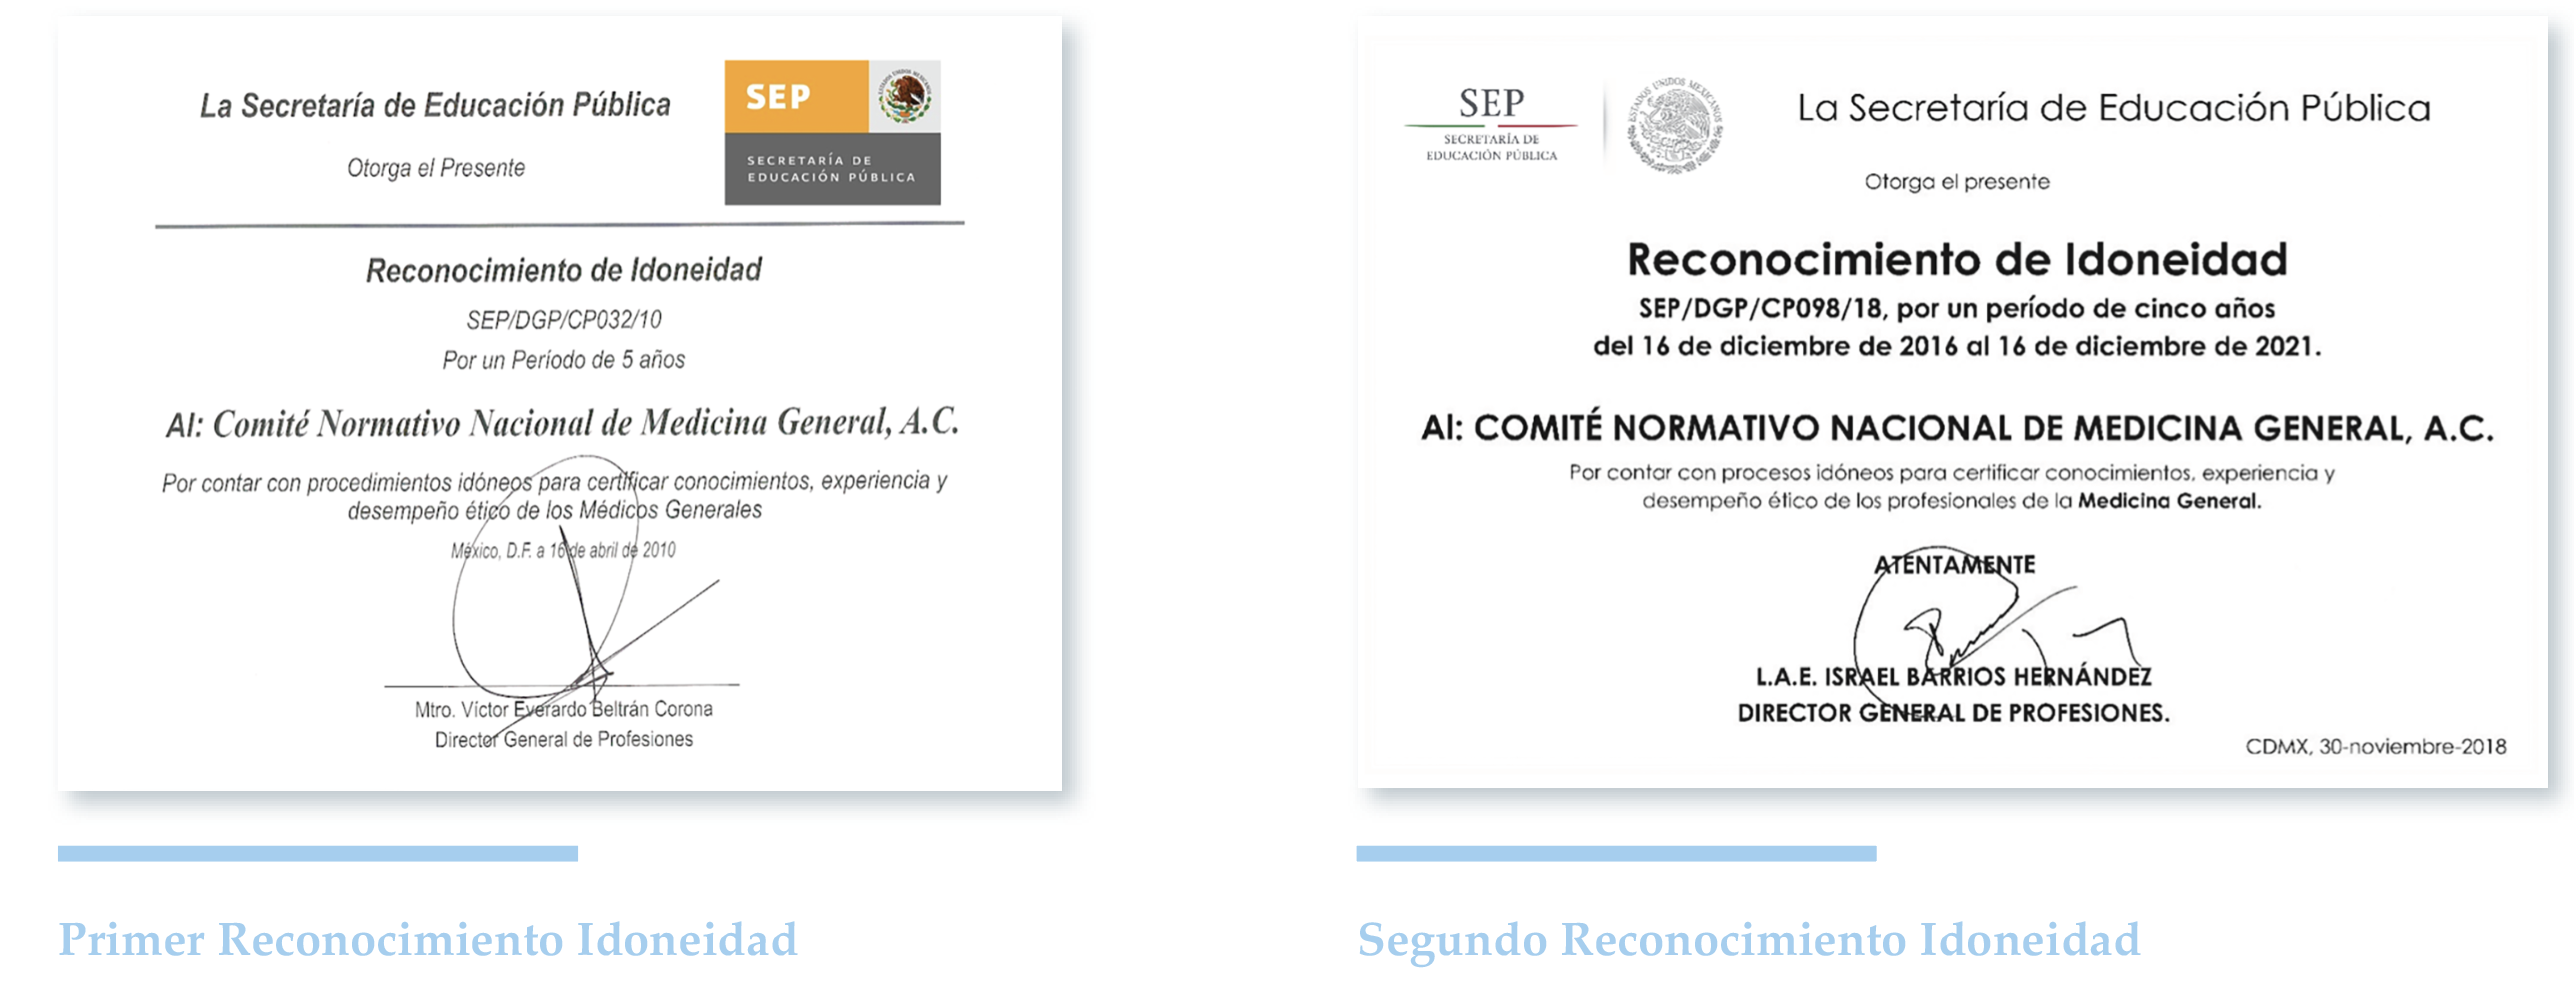 La Secretaría de Educación Pública
Otorga el Presente
SEP
SECRETARÍA DE
EDUCACIÓN PÚBLICA
Reconocimiento de Idoneidad
SEP/DGP/CP032/10
Por un Período de 5 años
Al: Comité Normativo Nacional de Medicina General, A.C.
Por contar con procedimientos idóneos para certificar conocimientos, experiencia y
desempeño ético de los Médicos Generales
México, D.F. a 16 de abril de 2010
Mtro. Víctor Everardo Beltrán Corona
Director General de Profesiones
Primer Reconocimiento Idoneidad
SEP
SECRETARÍA DE
EDUCACIÓN PÚBLICA
ESTADOS UNIDOS MEXICANOS
La Secretaría de Educación Pública
Otorga el presente
Reconocimiento de Idoneidad
SEP/DGP/CP098/18, por un período de cinco años
del 16 de diciembre de 2016 al 16 de diciembre de 2021.
Al: COMITÉ NORMATIVO NACIONAL DE MEDICINA GENERAL, A.C.
Por contar con procesos idóneos para certificar conocimientos, experiencia y
desempeño ético de los profesionales de la Medicina General.
ATENTAMENTE
L.A.E. ISRAEL BARRIOS HERNÁNDEZ
DIRECTOR GENERAL DE PROFESIONES.
CDMX, 30-noviembre-2018
Segundo Reconocimiento Idoneidad